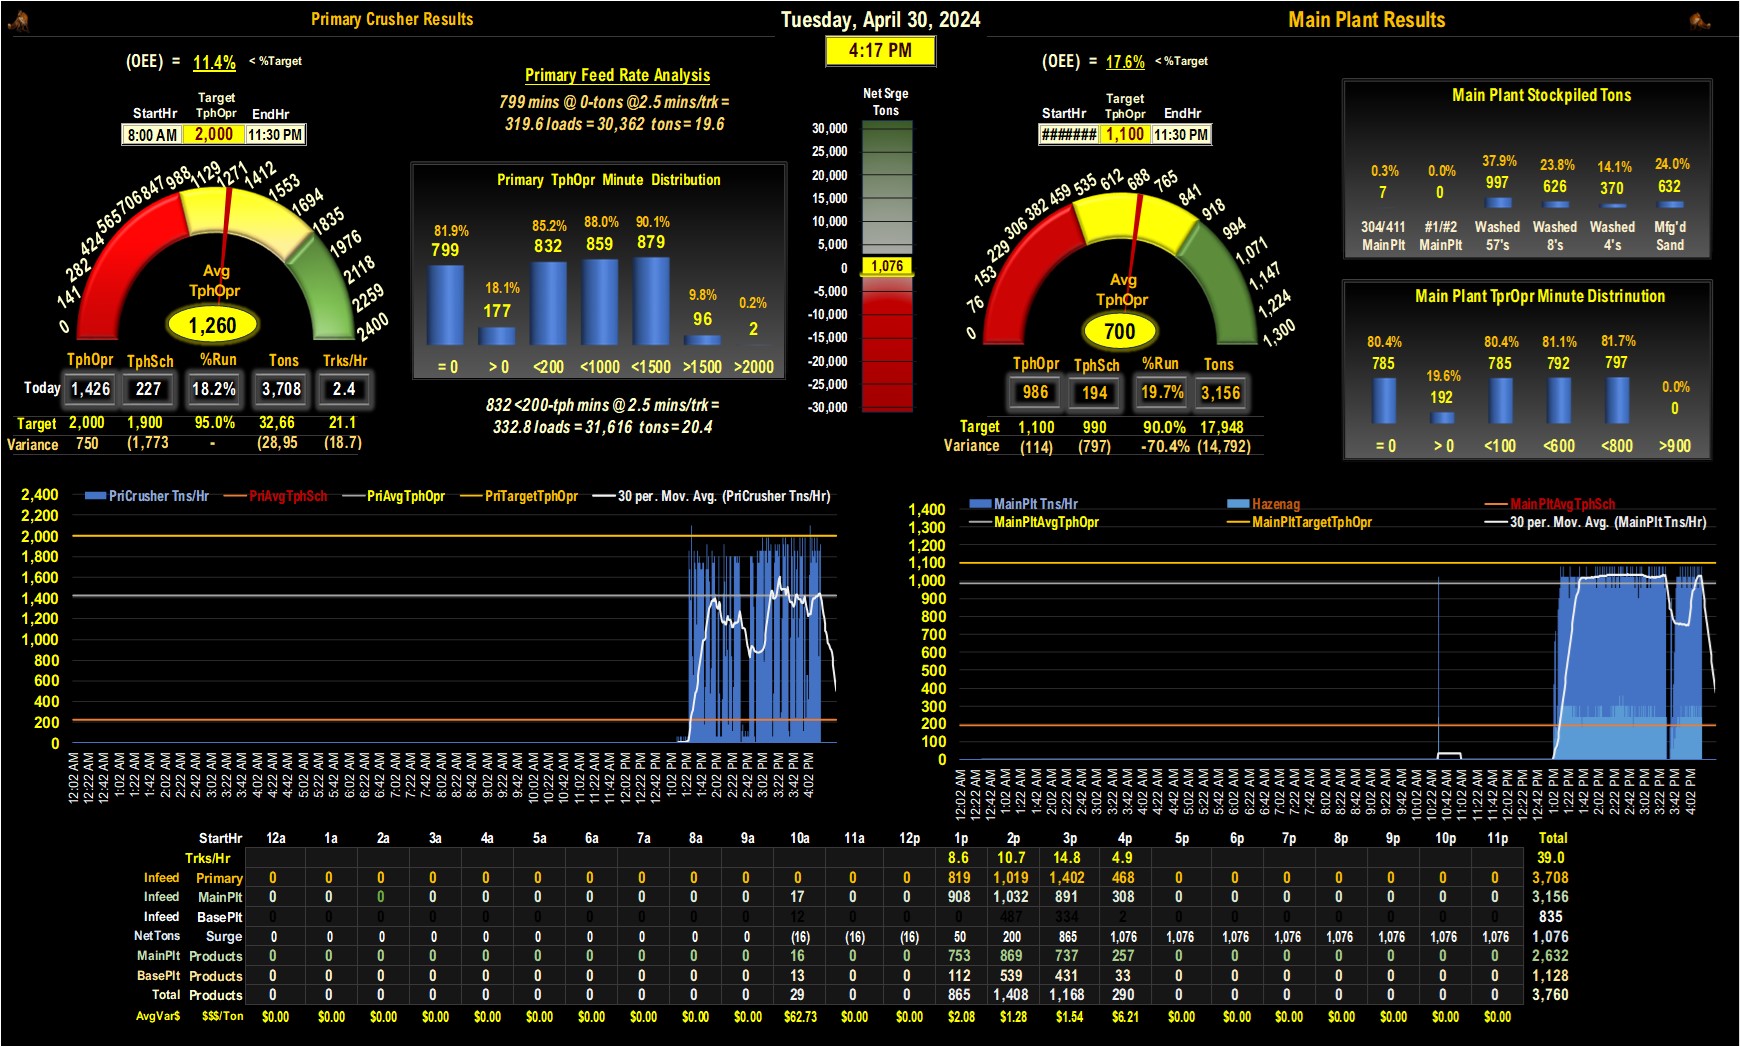 Primary Crusher Results
Tuesday, April 30, 2024
Main Plant Results
4:17 PM
(OEE) = 11.4% < %Target
StartHr Target TphOpr EndHr
8:00 AM 2,000 11:30 PM
0 141 282 424 565 706 847 988 1129 1271 1412 1553 1694 1835 1976 2118 2259 2400
Avg
TphOpr
1,260
TphOpr TphSch %Run Tons Trks/Hr
Today 1,426 227 18.2% 3,708 2.4
Target 2,000 1,900 95.0% 32,66 21.1
Variance 750 (1,773 - (28,95 (18.7)
Primary Feed Rate Analysis
799 mins @ 0-tons @2.5 mins/trk =
319.6 loads = 30,362 tons = 19.6
Primary TphOpr Minute Distribution
81.9% 18.1% 85.2% 88.0% 90.1% 9.8% 0.2%
799 177 832 859 879 96 2
= 0 > 0 <200 <1000 <1500 >1500 >2000
832 <200-tph mins @ 2.5 mins/trk =
332.8 loads = 31,616 tons = 20.4
Net Srge
Tons
30,000
25,000
20,000
15,000
10,000
5,000
0
1,076
-5,000
-10,000
-15,000
-20,000
-25,000
-30,000
(OEE) = 17.6% < %Target
StartHr Target TphOpr EndHr
####### 1,100 11:30 PM
0 76 153 229 306 382 459 535 612 688 765 841 918 994 1,071 1,147 1,224 1,300
Avg
TphOpr
700
TphOpr TphSch %Run Tons
986 194 19.7% 3,156
Target 1,100 990 90.0% 17,948
Variance (114) (797) -70.4% (14,792)
Main Plant Stockpiled Tons
0.3% 0.0% 37.9% 23.8% 14.1% 24.0%
7 0 997 626 370 632
304/411 #1/#2 Washed Washed Washed Mfg'd
MainPlt MainPlt 57's 8's 4's Sand
Main Plant TprOpr Minute Distrinution
80.4% 19.6% 80.4% 81.1% 81.7% 0.0%
785 192 785 792 797 0
= 0 > 0 <100 <600 <800 >900
PriCrusher Tns/Hr PriAvgTphSch PriAvgTphOpr PriTargetTphOpr 30 per. Mov. Avg. (PriCrusher Tns/Hr)
2,400
2,200
2,000
1,800
1,600
1,400
1,200
1,000
800
600
400
200
0
12:02 AM 12:22 AM 12:42 AM 1:02 AM 1:22 AM 1:42 AM 2:02 AM 2:22 AM 2:42 AM 3:02 AM 3:22 AM 3:42 AM 4:02 AM 4:22 AM 4:42 AM 5:02 AM 5:22 AM 5:42 AM 6:02 AM 6:22 AM 6:42 AM 7:02 AM 7:22 AM 7:42 AM 8:02 AM 8:22 AM 8:42 AM 9:02 AM 9:22 AM 9:42 AM 10:02 AM 10:22 AM 10:42 AM 11:02 AM 11:22 AM 11:42 AM 12:02 PM 12:22 PM 12:42 PM 1:02 PM 1:22 PM 1:42 PM 2:02 PM 2:22 PM 2:42 PM 3:02 PM 3:22 PM 3:42 PM 4:02 PM
MainPlt Tns/Hr Hazenag MainPltAvgTphSch
MainPltAvgTphOpr MainPltTargetTphOpr 30 per. Mov. Avg. (MainPlt Tns/Hr)
1,400
1,300
1,200
1,100
1,000
900
800
700
600
500
400
300
200
100
0
12:02 AM 12:22 AM 12:42 AM 1:02 AM 1:22 AM 1:42 AM 2:02 AM 2:22 AM 2:42 AM 3:02 AM 3:22 AM 3:42 AM 4:02 AM 4:22 AM 4:42 AM 5:02 AM 5:22 AM 5:42 AM 6:02 AM 6:22 AM 6:42 AM 7:02 AM 7:22 AM 7:42 AM 8:02 AM 8:22 AM 8:42 AM 9:02 AM 9:22 AM 9:42 AM 10:02 AM 10:22 AM 10:42 AM 11:02 AM 11:22 AM 11:42 AM 12:02 PM 12:22 PM 12:42 PM 1:02 PM 1:22 PM 1:42 PM 2:02 PM 2:22 PM 2:42 PM 3:02 PM 3:22 PM 3:42 PM 4:02 PM
StartHr 12a 1a 2a 3a 4a 5a 6a 7a 8a 9a 10a 11a 12p 1p 2p 3p 4p 5p 6p 7p 8p 9p 10p 11p Total
Trks/Hr 8.6 10.7 14.8 4.9 39.0
Infeed Primary 0 0 0 0 0 0 0 0 0 0 0 0 0 819 1,019 1,402 468 0 0 0 0 0 0 0 3,708
Infeed MainPlt 0 0 0 0 0 0 0 0 0 0 17 0 0 908 1,032 891 308 0 0 0 0 0 0 0 3,156
Infeed BasePlt 0 0 0 0 0 0 0 0 0 0 12 0 0 0 487 334 2 0 0 0 0 0 0 0 835
NetTons Surge 0 0 0 0 0 0 0 0 0 0 (16) (16) (16) 50 200 865 1,076 1,076 1,076 1,076 1,076 1,076 1,076 1,076 1,076
MainPlt Products 0 0 0 0 0 0 0 0 0 0 16 0 0 753 869 737 257 0 0 0 0 0 0 0 2,632
BasePlt Products 0 0 0 0 0 0 0 0 0 0 13 0 0 112 539 431 33 0 0 0 0 0 0 0 1,128
Total Products 0 0 0 0 0 0 0 0 0 0 29 0 0 865 1,408 1,168 290 0 0 0 0 0 0 0 3,760
AvgVar$ $$$/Ton $0.00 $0.00 $0.00 $0.00 $0.00 $0.00 $0.00 $0.00 $0.00 $0.00 $62.73 $0.00 $0.00 $2.08 $1.28 $1.54 $6.21 $0.00 $0.00 $0.00 $0.00 $0.00 $0.00 $0.00